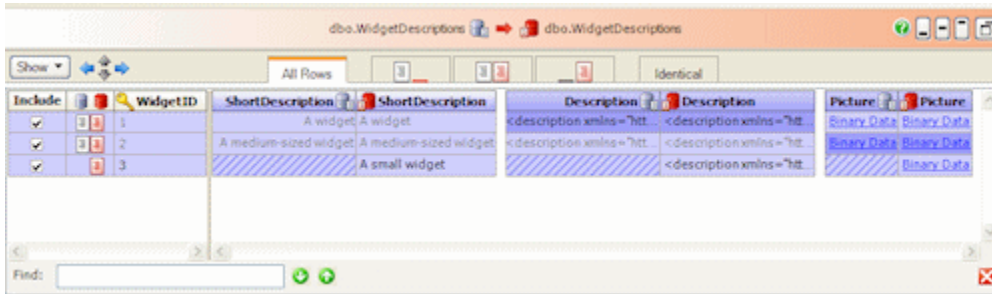 dbo.WidgetDescriptions dbo.WidgetDescriptions
Show
All Rows Identical
Include WidgetID ShortDescription ShortDescription Description Description Picture Picture
1 A widget A widget <description xmlns="htt... <description xmlns="htt... Binary Data Binary Data
2 A medium-sized widget A medium-sized widget <description xmlns="htt... <description xmlns="htt... Binary Data Binary Data
3 A small widget <description xmlns="htt... Binary Data
Find: